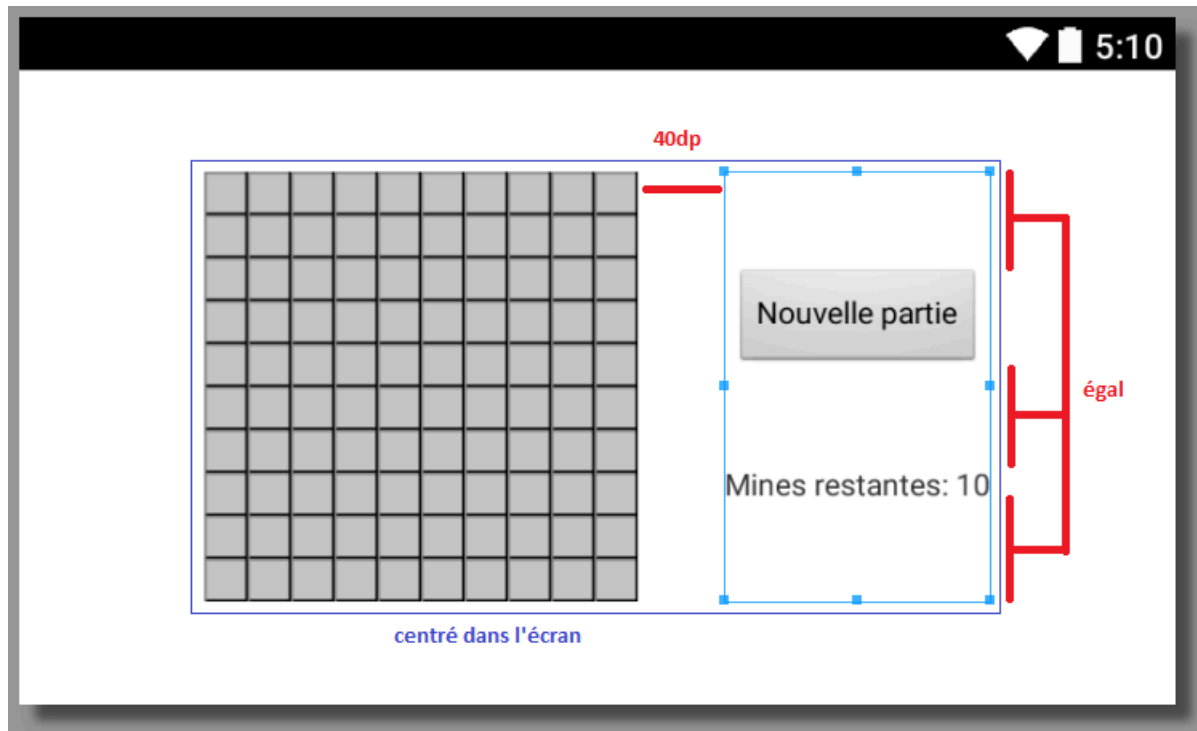 5:10
40dp
Nouvelle partie
égal
Mines restantes: 10
centré dans l'écran